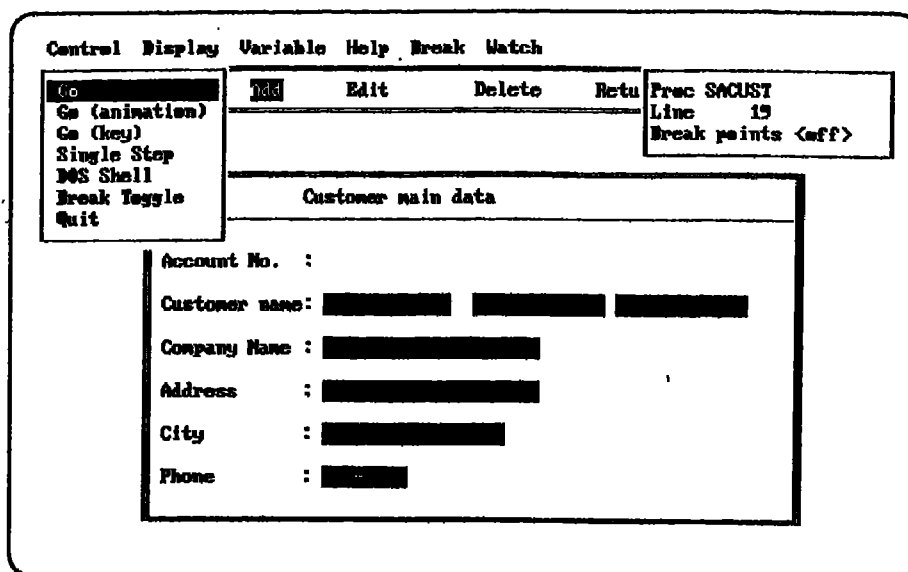 Control Display Variable Help Break Watch
Go
Go (animation)
Go (key)
Single Step
DOS Shell
Break Toggle
Quit
Add Edit Delete Retu
Proc SACUST
Line 19
Break points <off>
Customer main data
Account No. :
Customer name:
Company Name :
Address :
City :
Phone :